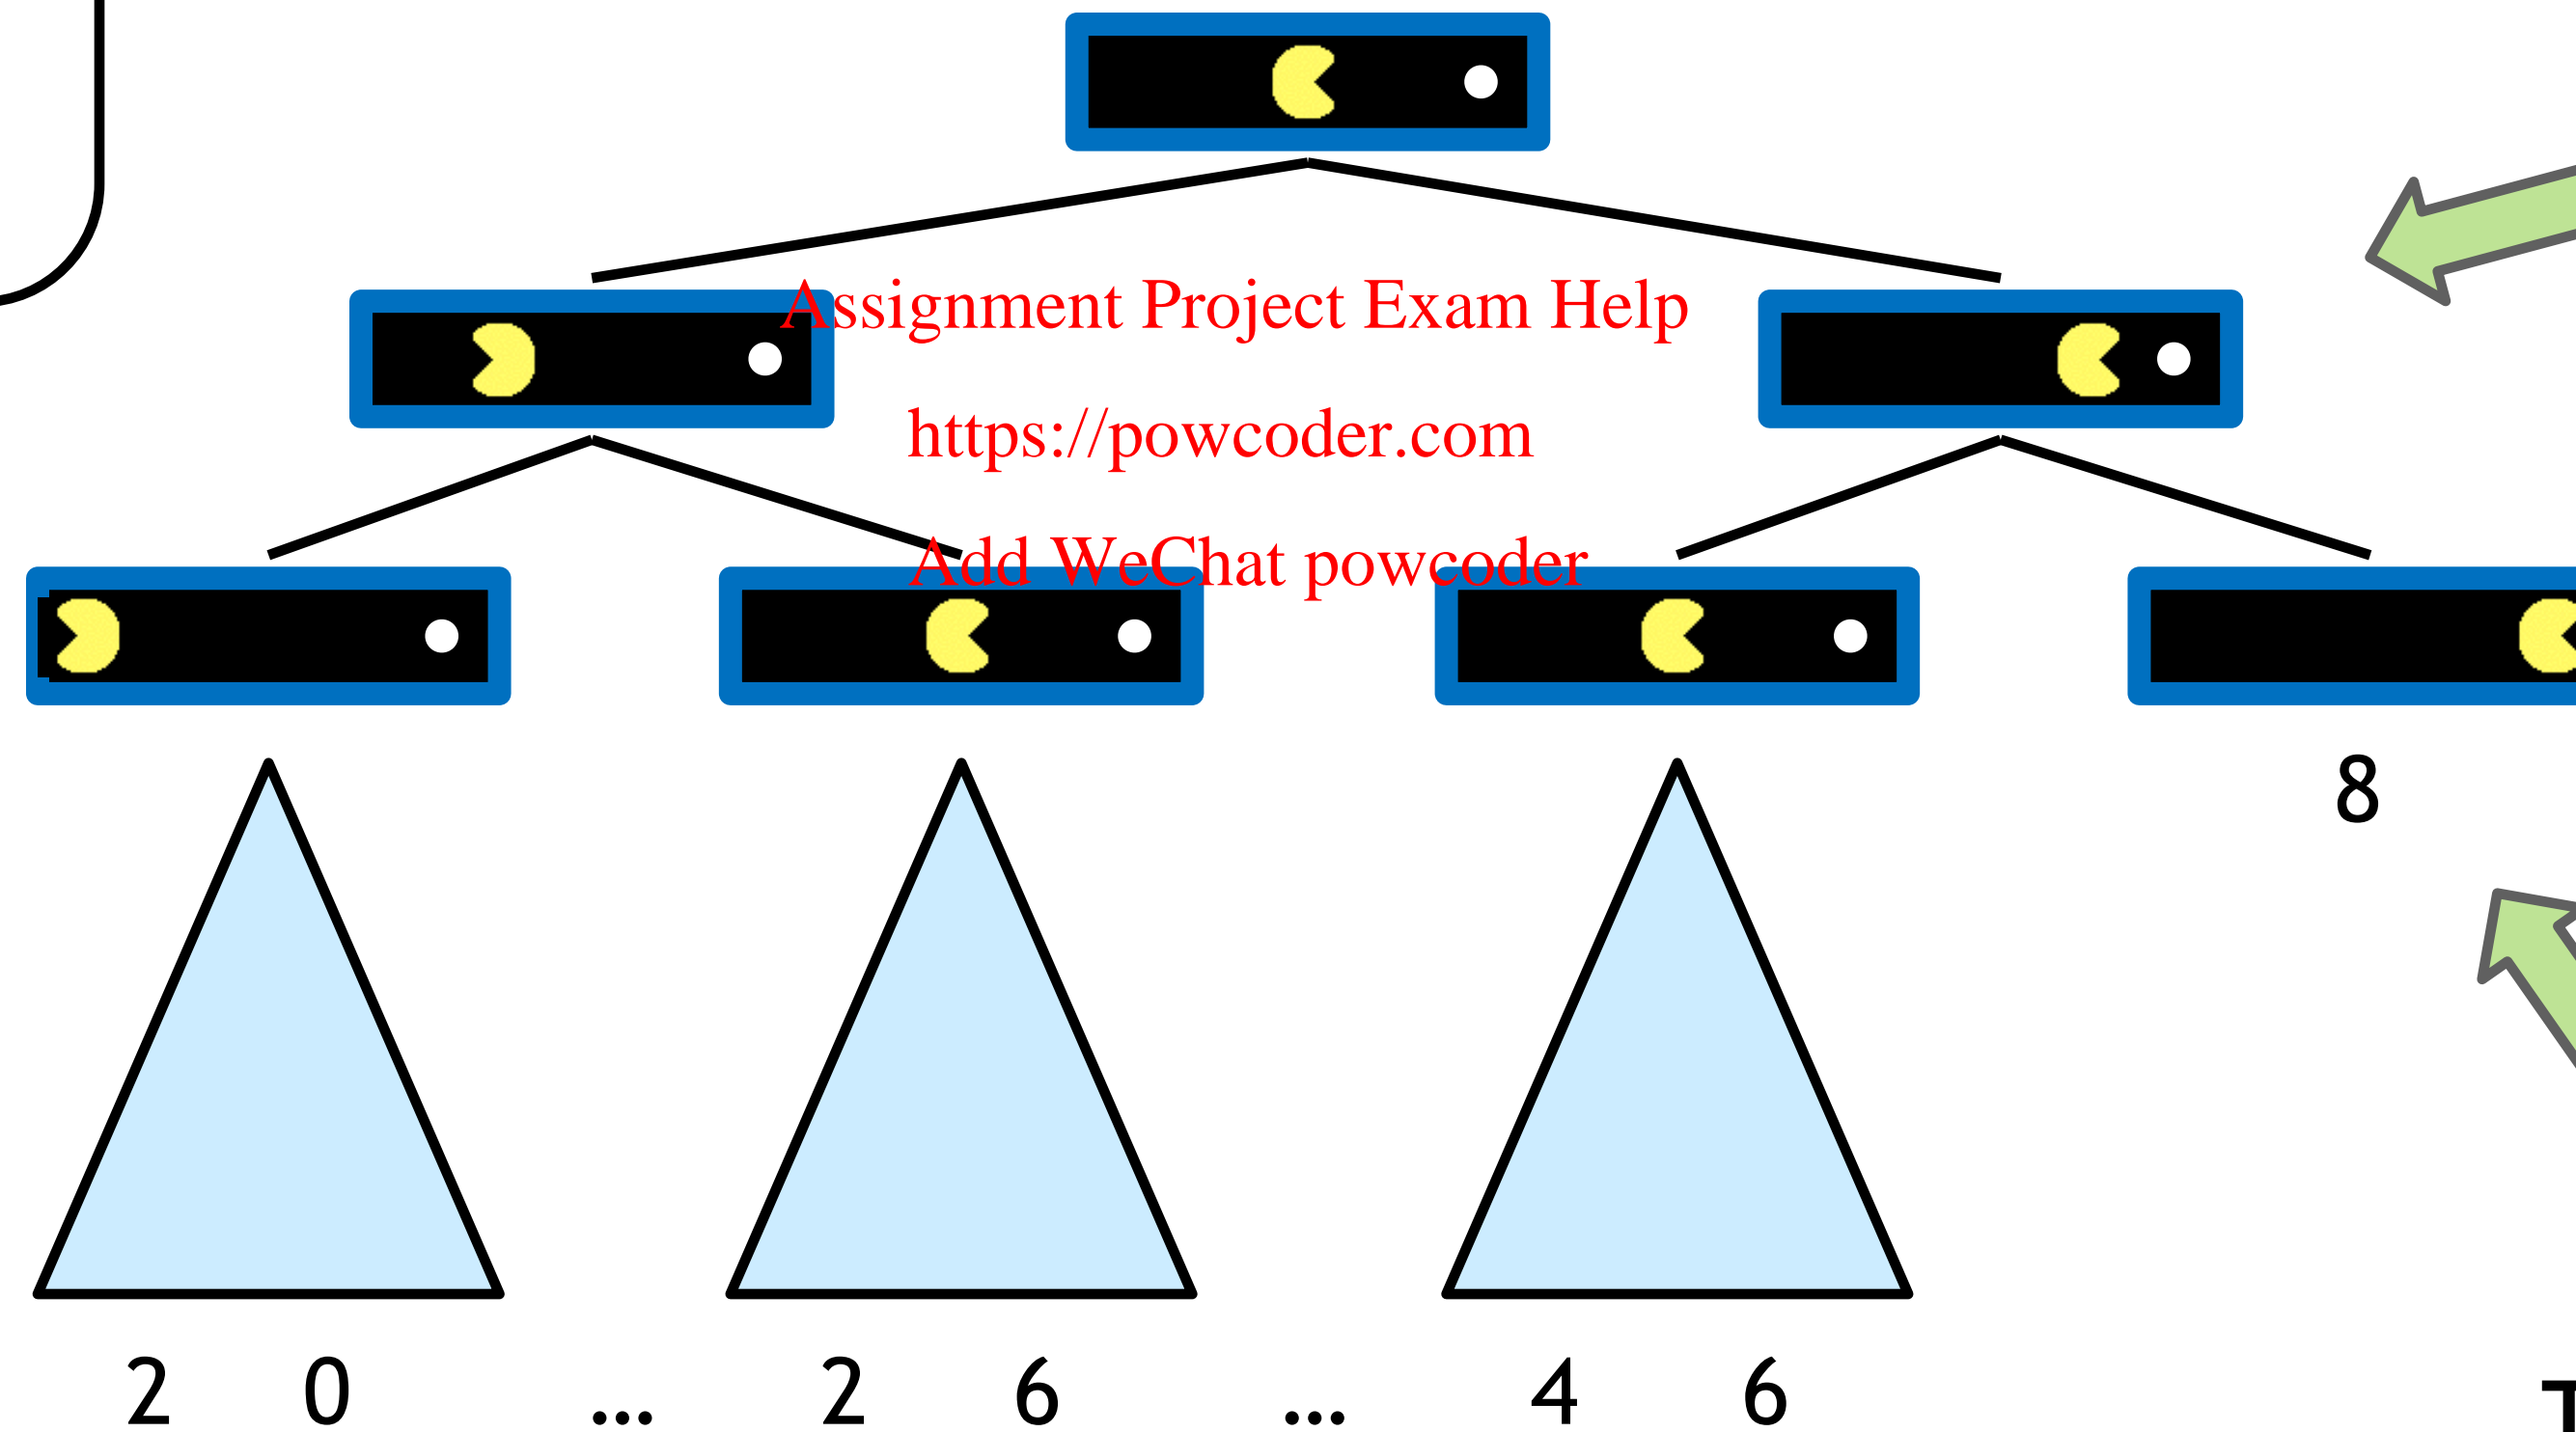 Assignment Project Exam Help
https://powcoder.com
Add WeChat powcoder
8
2 0 ... 2 6 ... 4 6